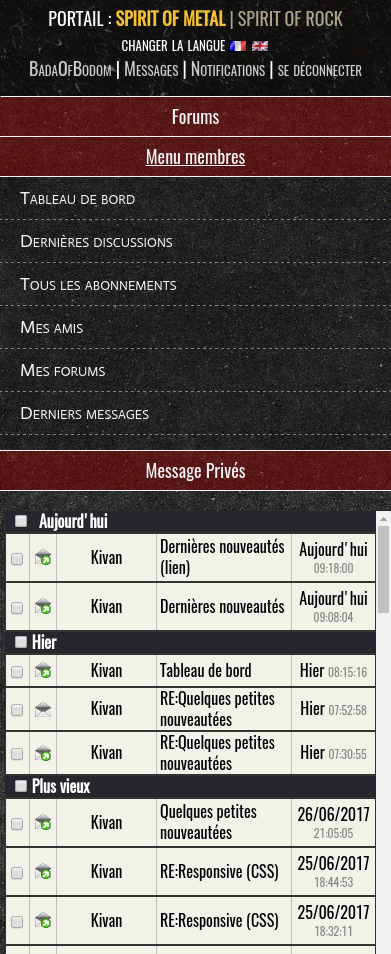 PORTAIL : SPIRIT OF METAL | SPIRIT OF ROCK
CHANGER LA LANGUE
BADAOFBODOM | MESSAGES | NOTIFICATIONS | SE DÉCONNECTER
Forums
Menu membres
TABLEAU DE BORD
DERNIÈRES DISCUSSIONS
TOUS LES ABONNEMENTS
MES AMIS
MES FORUMS
DERNIERS MESSAGES
Message Privés
Aujourd'hui
Kivan Dernières nouveautés (lien) Aujourd'hui 09:18:00
Kivan Dernières nouveautés Aujourd'hui 09:08:04
Hier
Kivan Tableau de bord Hier 08:15:16
Kivan RE:Quelques petites nouveautées Hier 07:52:58
Kivan RE:Quelques petites nouveautées Hier 07:30:55
Plus vieux
Kivan Quelques petites nouveautées 26/06/2017 21:05:05
Kivan RE:Responsive (CSS) 25/06/2017 18:44:53
Kivan RE:Responsive (CSS) 25/06/2017 18:32:11